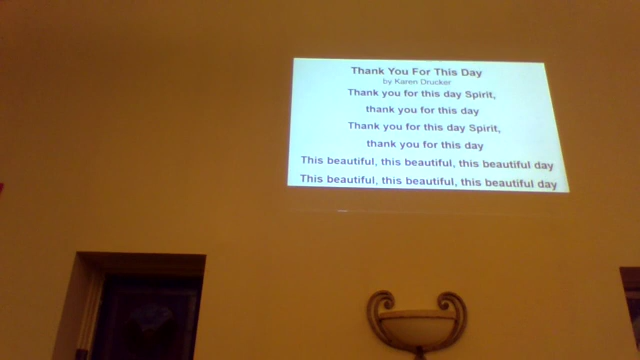 Thank You For This Day
by Karen Drucker
Thank you for this day Spirit,
thank you for this day
Thank you for this day Spirit,
thank you for this day
This beautiful, this beautiful, this beautiful day
This beautiful, this beautiful, this beautiful day